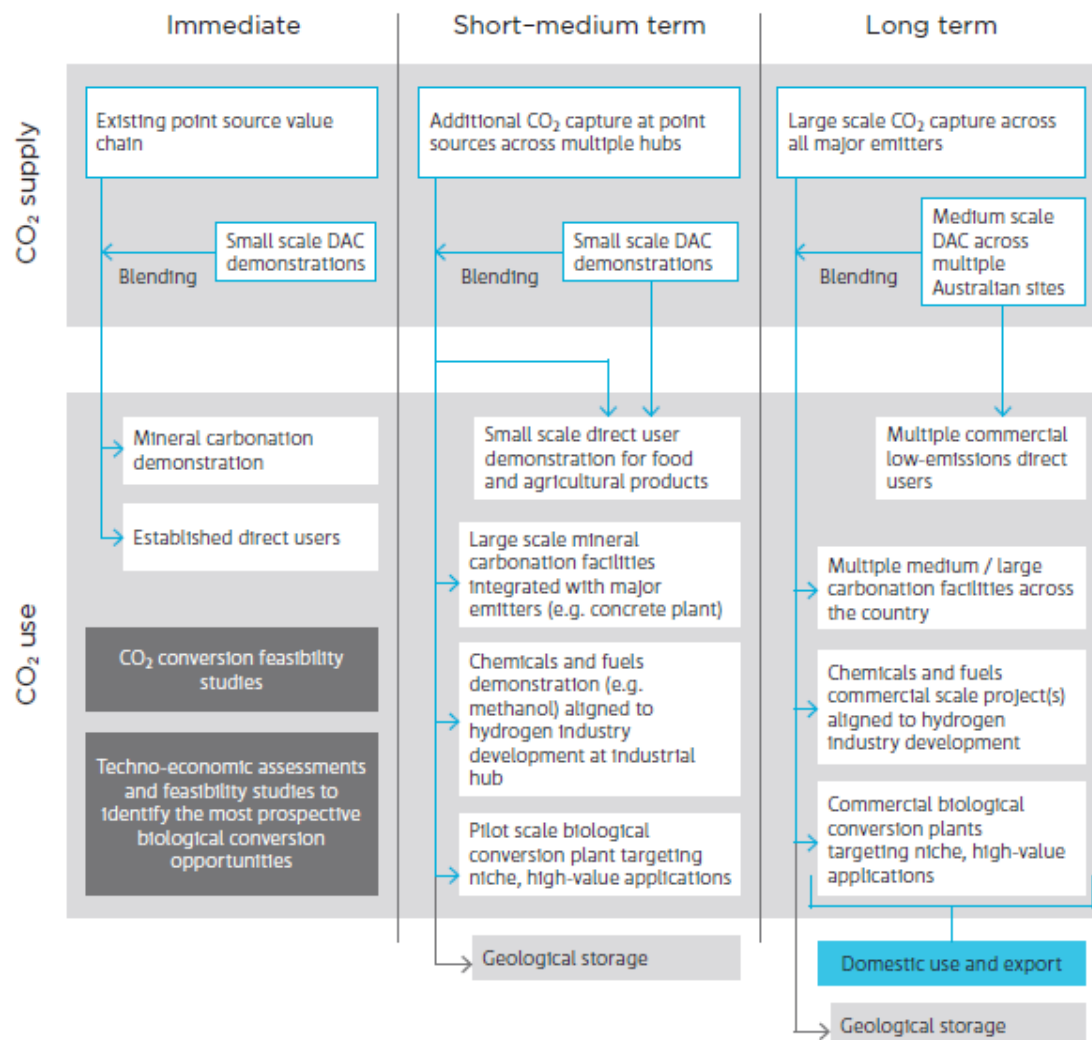 Immediate
Short–medium term
Long term
CO₂ supply
Existing point source value
chain
Small scale DAC
demonstrations
Blending
Additional CO₂ capture at point
sources across multiple hubs
Small scale DAC
demonstrations
Blending
Large scale CO₂ capture across
all major emitters
Medium scale
DAC across
multiple
Australian sites
Blending
CO₂ use
Mineral carbonation
demonstration
Established direct users
CO₂ conversion feasibility
studies
Techno-economic assessments
and feasibility studies to
identify the most prospective
biological conversion
opportunities
Small scale direct user
demonstration for food
and agricultural products
Large scale mineral
carbonation facilities
integrated with major
emitters (e.g. concrete plant)
Chemicals and fuels
demonstration (e.g.
methanol) aligned to
hydrogen industry
development at industrial
hub
Pilot scale biological
conversion plant targeting
niche, high-value applications
Geological storage
Multiple commercial
low-emissions direct
users
Multiple medium / large
carbonation facilities across
the country
Chemicals and fuels
commercial scale project(s)
aligned to hydrogen
industry development
Commercial biological
conversion plants
targeting niche, high-value
applications
Domestic use and export
Geological storage